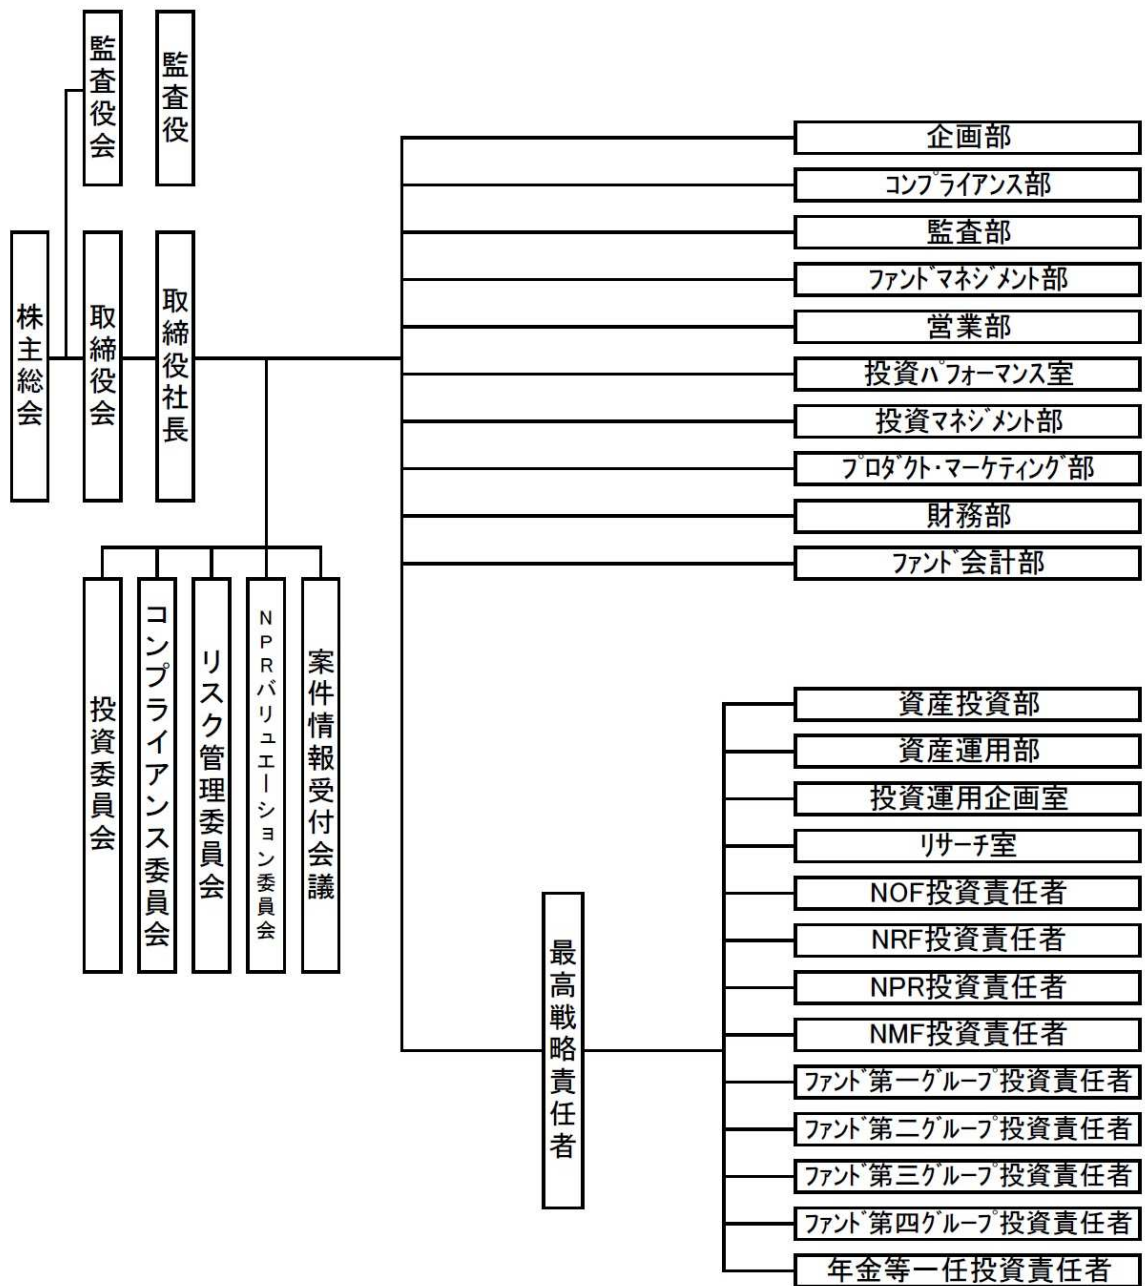 監査役会
監査役
株主総会
取締役会
取締役社長
投資委員会
コンプライアンス委員会
リスク管理委員会
NPRバリュエーション委員会
案件情報受付会議
企画部
ｺﾝﾌﾟﾗｲｱﾝｽ部
監査部
ﾌｧﾝﾄﾞﾏﾈｼﾞﾒﾝﾄ部
営業部
投資ﾊﾟﾌｫｰﾏﾝｽ室
投資ﾏﾈｼﾞﾒﾝﾄ部
ﾌﾟﾛﾀﾞｸﾄ･ﾏｰｹﾃｨﾝｸﾞ部
財務部
ﾌｧﾝﾄﾞ会計部
最高戦略責任者
資産投資部
資産運用部
投資運用企画室
ﾘｻｰﾁ室
NOF投資責任者
NRF投資責任者
NPR投資責任者
NMF投資責任者
ﾌｧﾝﾄﾞ第一ｸﾞﾙｰﾌﾟ投資責任者
ﾌｧﾝﾄﾞ第二ｸﾞﾙｰﾌﾟ投資責任者
ﾌｧﾝﾄﾞ第三ｸﾞﾙｰﾌﾟ投資責任者
ﾌｧﾝﾄﾞ第四ｸﾞﾙｰﾌﾟ投資責任者
年金等一任投資責任者